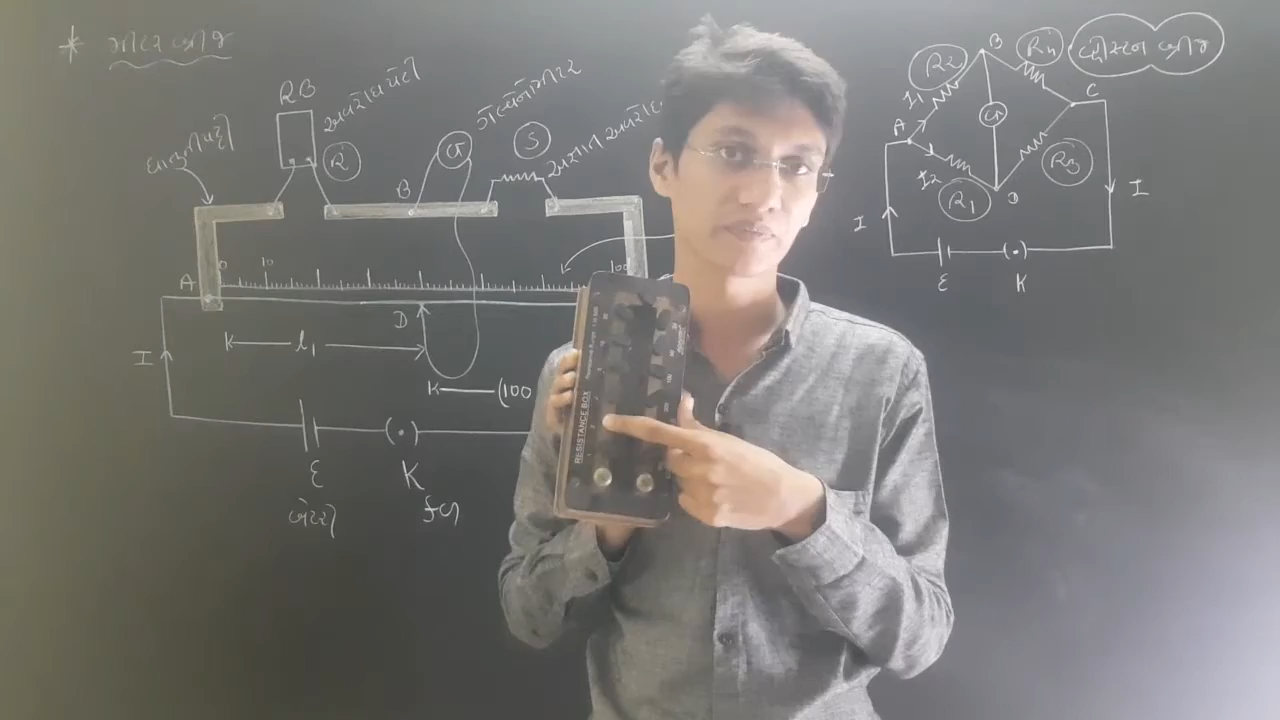 * મીટર બ્રીજ
RB
અવરોધપેટી
R
ધાતુનીપટ્ટી
G
ગેલ્વેનોમીટર
S
B
0
10
100
A
D
l1
(100
I
ε
બેટરી
K
કળ
RESISTANCE BOX
વ્હીસ્ટન બ્રીજ
B
R2
R4
I1
A
G
C
I2
R1
D
R3
I
I
ε
K